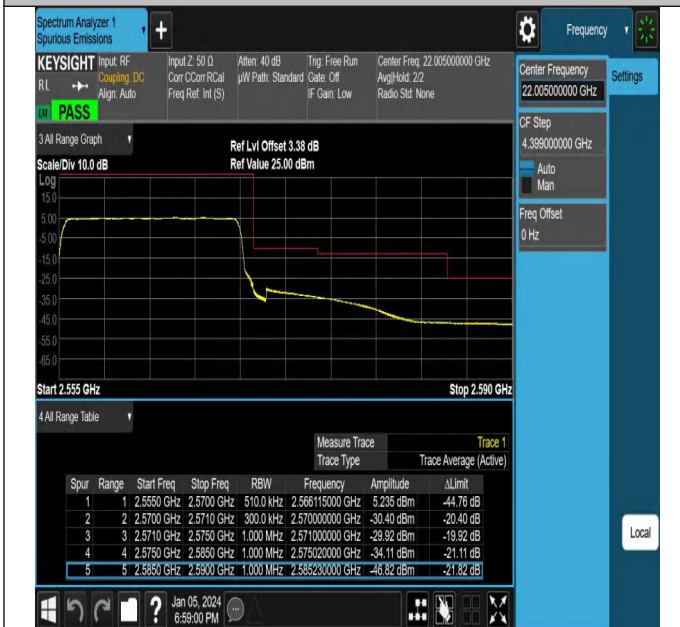 Spectrum Analyzer 1
Spurious Emissions
+
Frequency
KEYSIGHT Input: RF Input Z: 50 Ω Atten: 40 dB Trig: Free Run Center Freq: 22.005000000 GHz
RL Coupling: DC Corr CCorr RCal µW Path: Standard Gate: Off Avg|Hold: 2/2
Align: Auto Freq Ref: Int (S) IF Gain: Low Radio Std: None
PASS
Center Frequency
22.005000000 GHz
Settings
CF Step
4.399000000 GHz
Auto
Man
Freq Offset
0 Hz
3 All Range Graph
Ref Lvl Offset 3.38 dB
Scale/Div 10.0 dB Ref Value 25.00 dBm
Log
15.0
5.00
-5.00
-15.0
-25.0
-35.0
-45.0
-55.0
-65.0
Start 2.555 GHz Stop 2.590 GHz
4 All Range Table
Measure Trace Trace 1
Trace Type Trace Average (Active)
Spur Range Start Freq Stop Freq RBW Frequency Amplitude ΔLimit
1 1 2.5550 GHz 2.5700 GHz 510.0 kHz 2.566115000 GHz 5.235 dBm -44.76 dB
2 2 2.5700 GHz 2.5710 GHz 300.0 kHz 2.570000000 GHz -30.40 dBm -20.40 dB
3 3 2.5710 GHz 2.5750 GHz 1.000 MHz 2.571000000 GHz -29.92 dBm -19.92 dB
4 4 2.5750 GHz 2.5850 GHz 1.000 MHz 2.575020000 GHz -34.11 dBm -21.11 dB
5 5 2.5850 GHz 2.5900 GHz 1.000 MHz 2.585230000 GHz -46.82 dBm -21.82 dB
Local
? Jan 05, 2024
6:59:00 PM